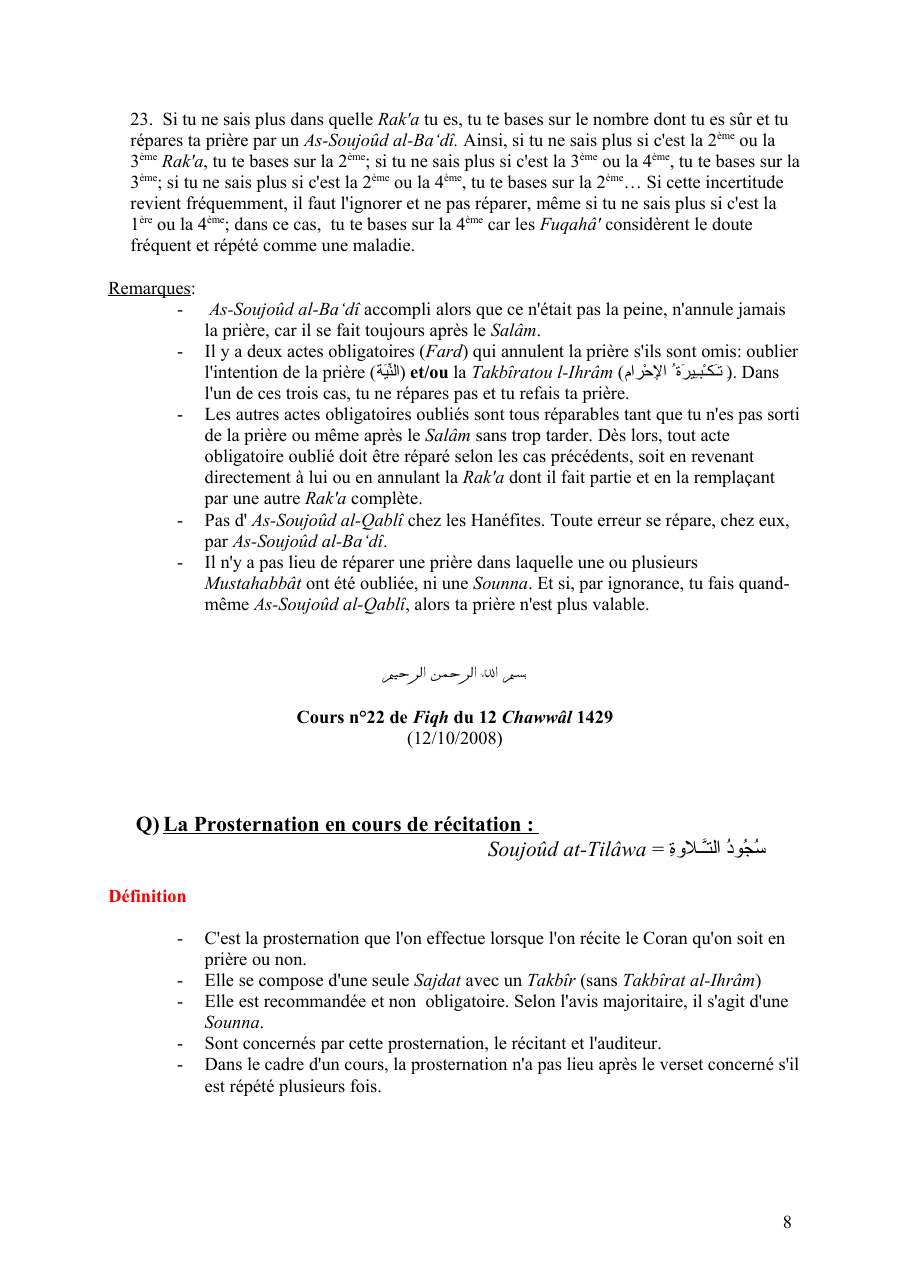 23. Si tu ne sais plus dans quelle Rak'a tu es, tu te bases sur le nombre dont tu es sûr et tu
répares ta prière par un As-Soujoûd al-Ba‘dî. Ainsi, si tu ne sais plus si c'est la 2ème ou la
3ème Rak'a, tu te bases sur la 2ème; si tu ne sais plus si c'est la 3ème ou la 4ème, tu te bases sur la
3ème; si tu ne sais plus si c'est la 2ème ou la 4ème, tu te bases sur la 2ème… Si cette incertitude
revient fréquemment, il faut l'ignorer et ne pas réparer, même si tu ne sais plus si c'est la
1ère ou la 4ème; dans ce cas, tu te bases sur la 4ème car les Fuqahâ' considèrent le doute
fréquent et répété comme une maladie.
Remarques:
- As-Soujoûd al-Ba‘dî accompli alors que ce n'était pas la peine, n'annule jamais
la prière, car il se fait toujours après le Salâm.
- Il y a deux actes obligatoires (Fard) qui annulent la prière s'ils sont omis: oublier
l'intention de la prière (النِّيَة) et/ou la Takbîratou l-Ihrâm (تَـكـْبـِيـرَةُ الإحْرام ). Dans
l'un de ces trois cas, tu ne répares pas et tu refais ta prière.
- Les autres actes obligatoires oubliés sont tous réparables tant que tu n'es pas sorti
de la prière ou même après le Salâm sans trop tarder. Dès lors, tout acte
obligatoire oublié doit être réparé selon les cas précédents, soit en revenant
directement à lui ou en annulant la Rak'a dont il fait partie et en la remplaçant
par une autre Rak'a complète.
- Pas d' As-Soujoûd al-Qablî chez les Hanéfites. Toute erreur se répare, chez eux,
par As-Soujoûd al-Ba‘dî.
- Il n'y a pas lieu de réparer une prière dans laquelle une ou plusieurs
Mustahabbât ont été oubliée, ni une Sounna. Et si, par ignorance, tu fais quand-
même As-Soujoûd al-Qablî, alors ta prière n'est plus valable.
بسم الله الرحمن الرحيم
Cours n°22 de Fiqh du 12 Chawwâl 1429
(12/10/2008)
Q) La Prosternation en cours de récitation :
Soujoûd at-Tilâwa = سُجُودُ التـِّـلاوةِ
Définition
- C'est la prosternation que l'on effectue lorsque l'on récite le Coran qu'on soit en
prière ou non.
- Elle se compose d'une seule Sajdat avec un Takbîr (sans Takbîrat al-Ihrâm)
- Elle est recommandée et non obligatoire. Selon l'avis majoritaire, il s'agit d'une
Sounna.
- Sont concernés par cette prosternation, le récitant et l'auditeur.
- Dans le cadre d'un cours, la prosternation n'a pas lieu après le verset concerné s'il
est répété plusieurs fois.
8